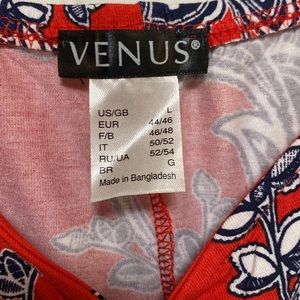 VENUS®
US/GB L
EUR 44/46
F/B 46/48
IT 50/52
RU/UA 52/54
BR G
Made in Bangladesh